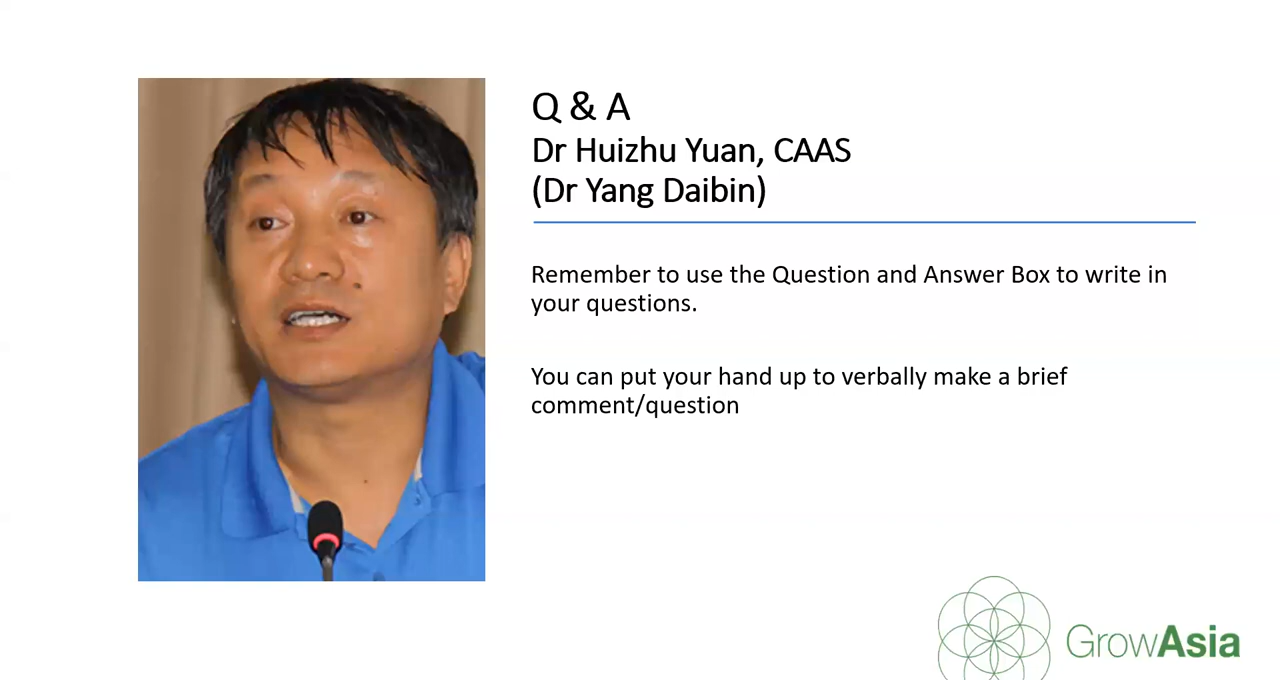 Q & A
Dr Huizhu Yuan, CAAS
(Dr Yang Daibin)
Remember to use the Question and Answer Box to write in
your questions.
You can put your hand up to verbally make a brief
comment/question
GrowAsia